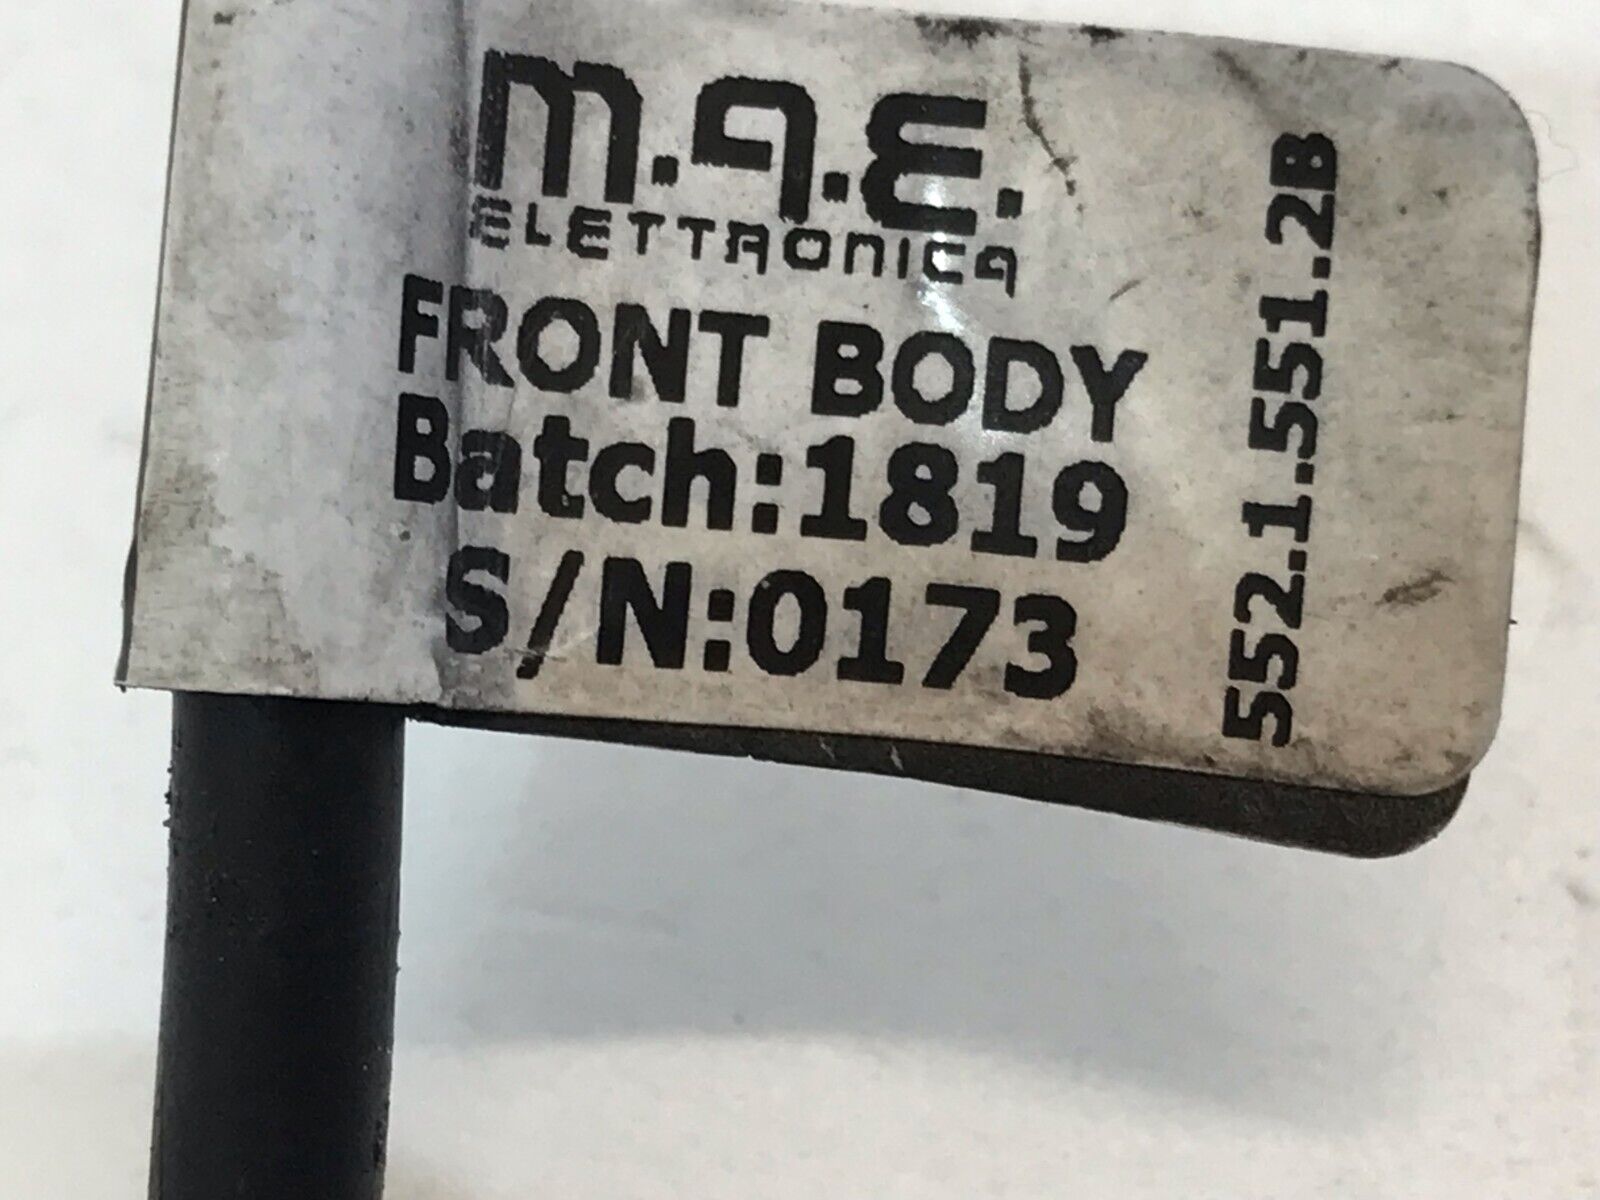 m.a.E.
ELETTRONICA
FRONT BODY
Batch:1819
S/N:0173
552.1.551.2B